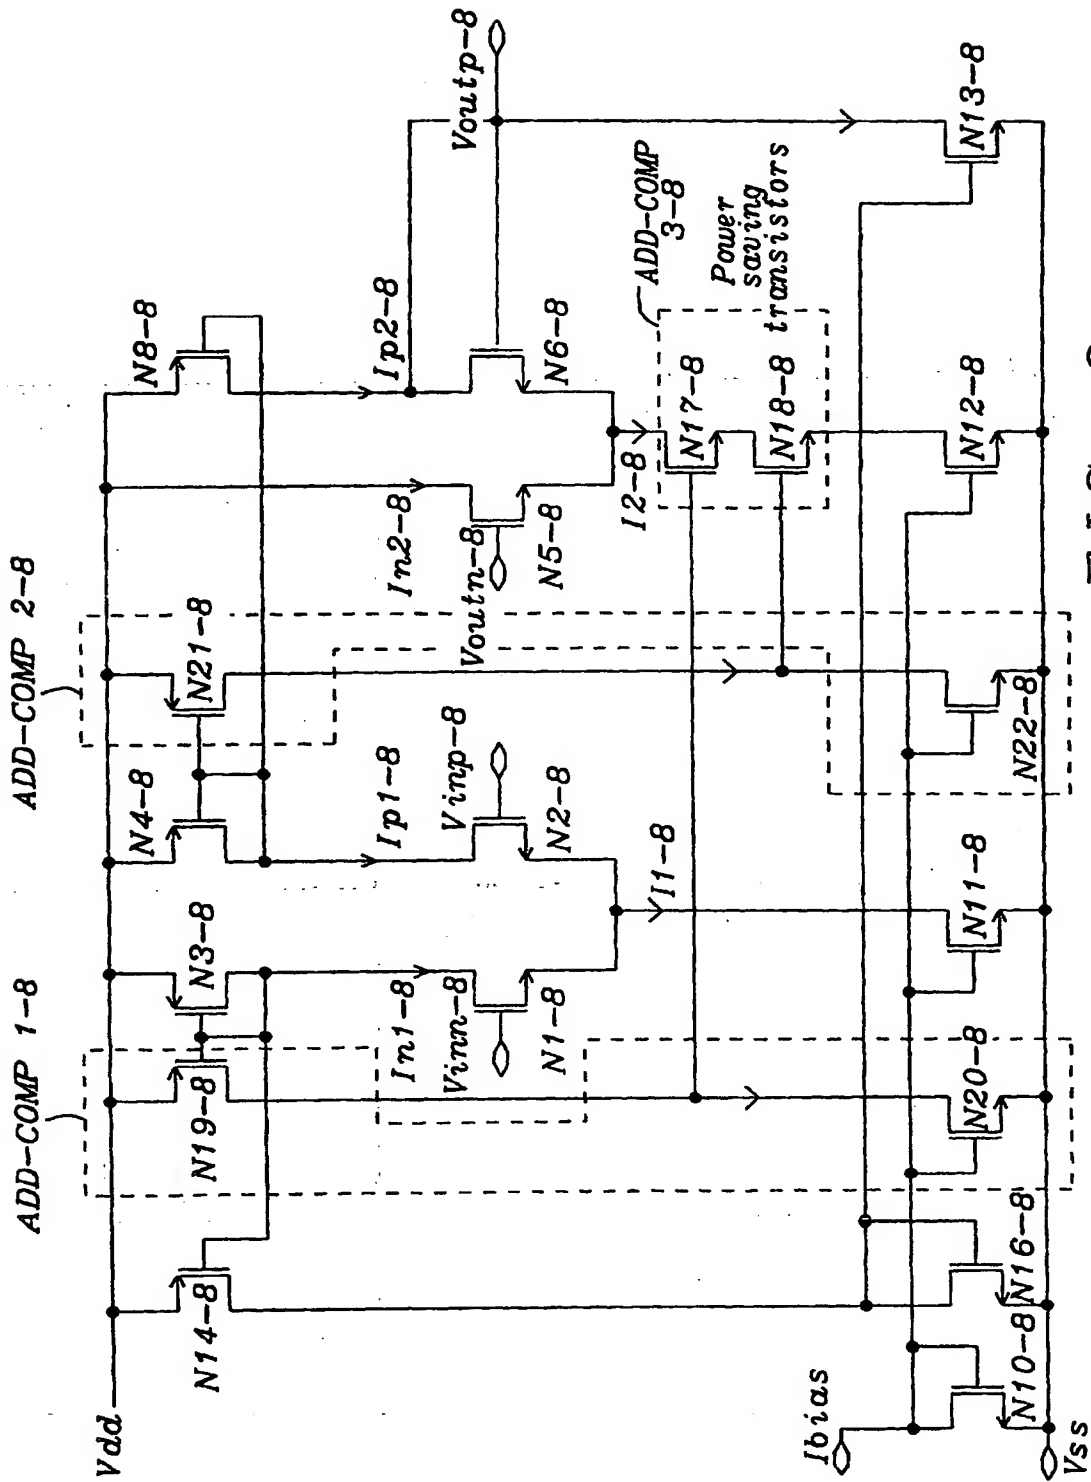 ADD-COMP 1-8
ADD-COMP 2-8
Vdd
N14-8
N19-8
N3-8
N4-8
N21-8
N8-8
In1-8
Ip1-8
In2-8
Ip2-8
Vinn-8
N1-8
Vinp-8
N2-8
Voutn-8
N5-8
N6-8
Voutp-8
I1-8
I2-8
ADD-COMP
3-8
N17-8
N18-8
Power
saving
transistors
Ibias
N10-8
N16-8
N20-8
N11-8
N22-8
N12-8
N13-8
Vss